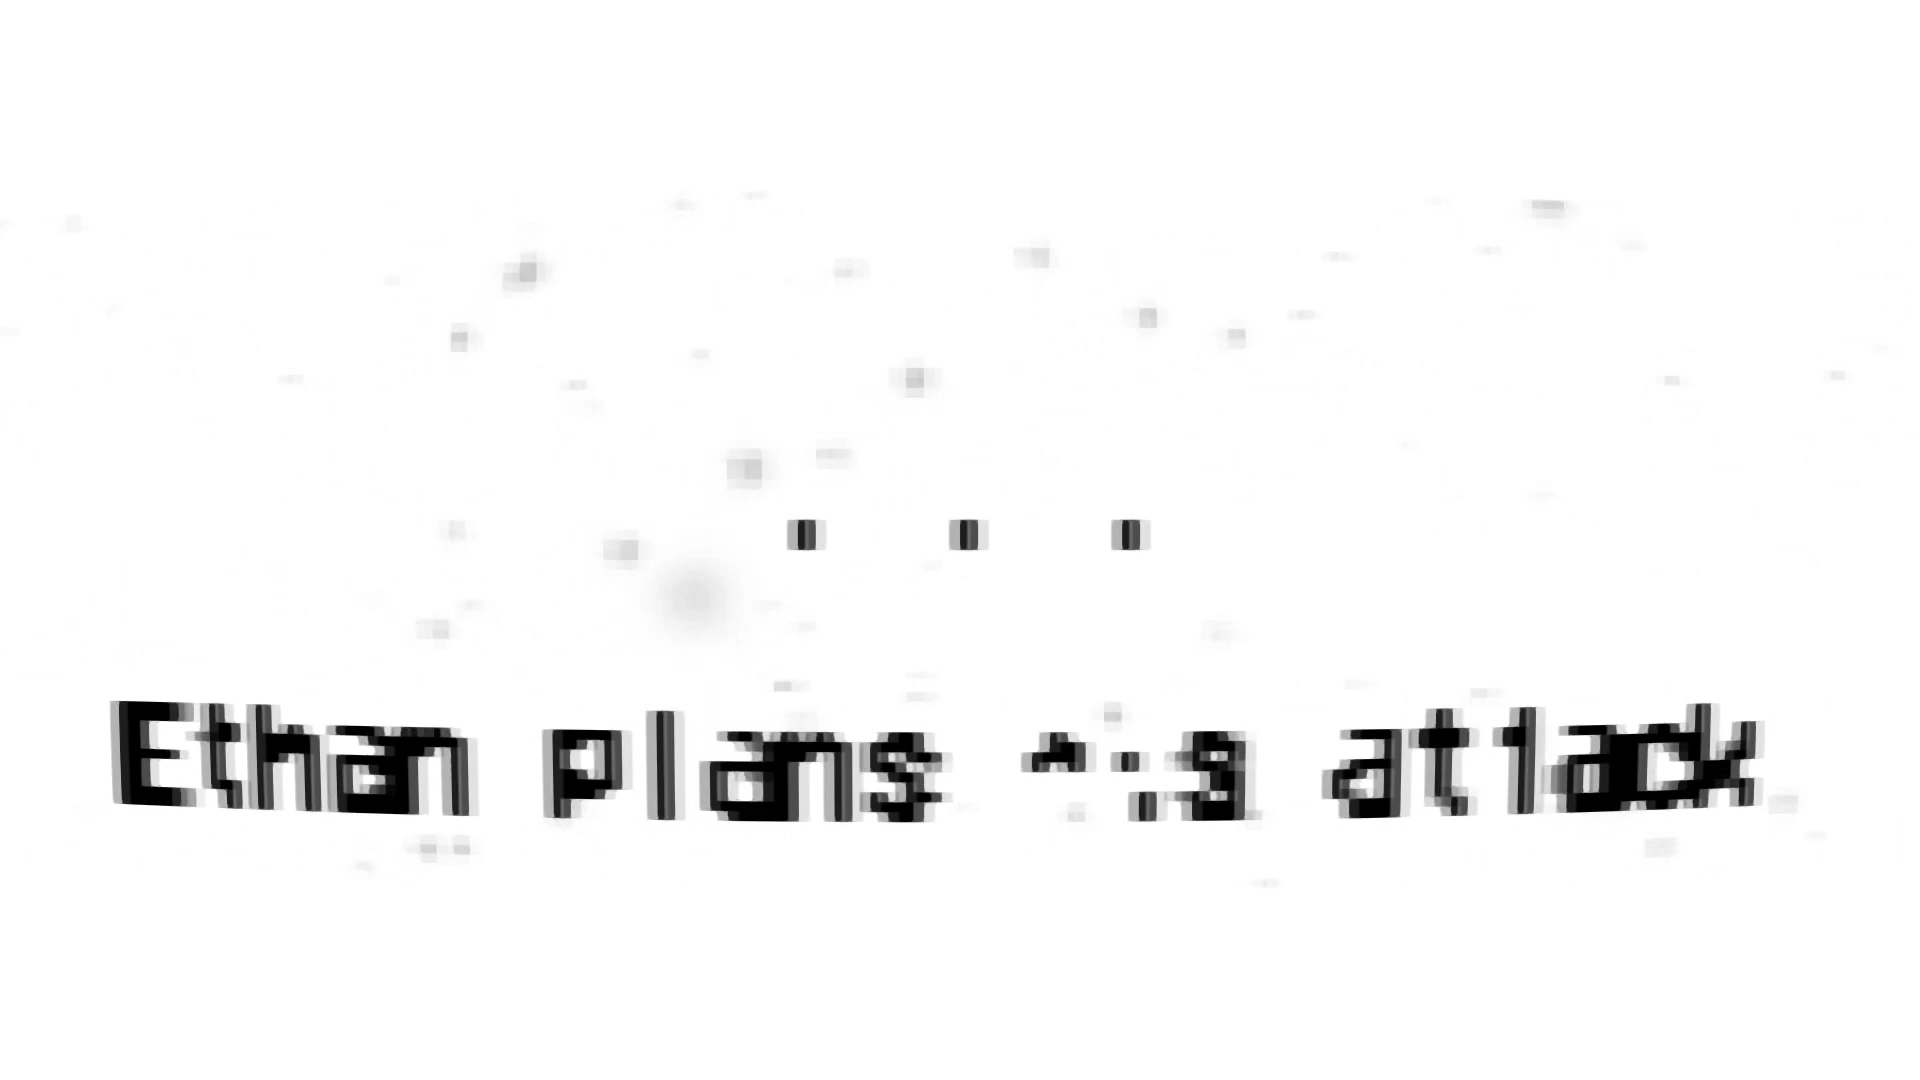 . . .
Ethan plans attack